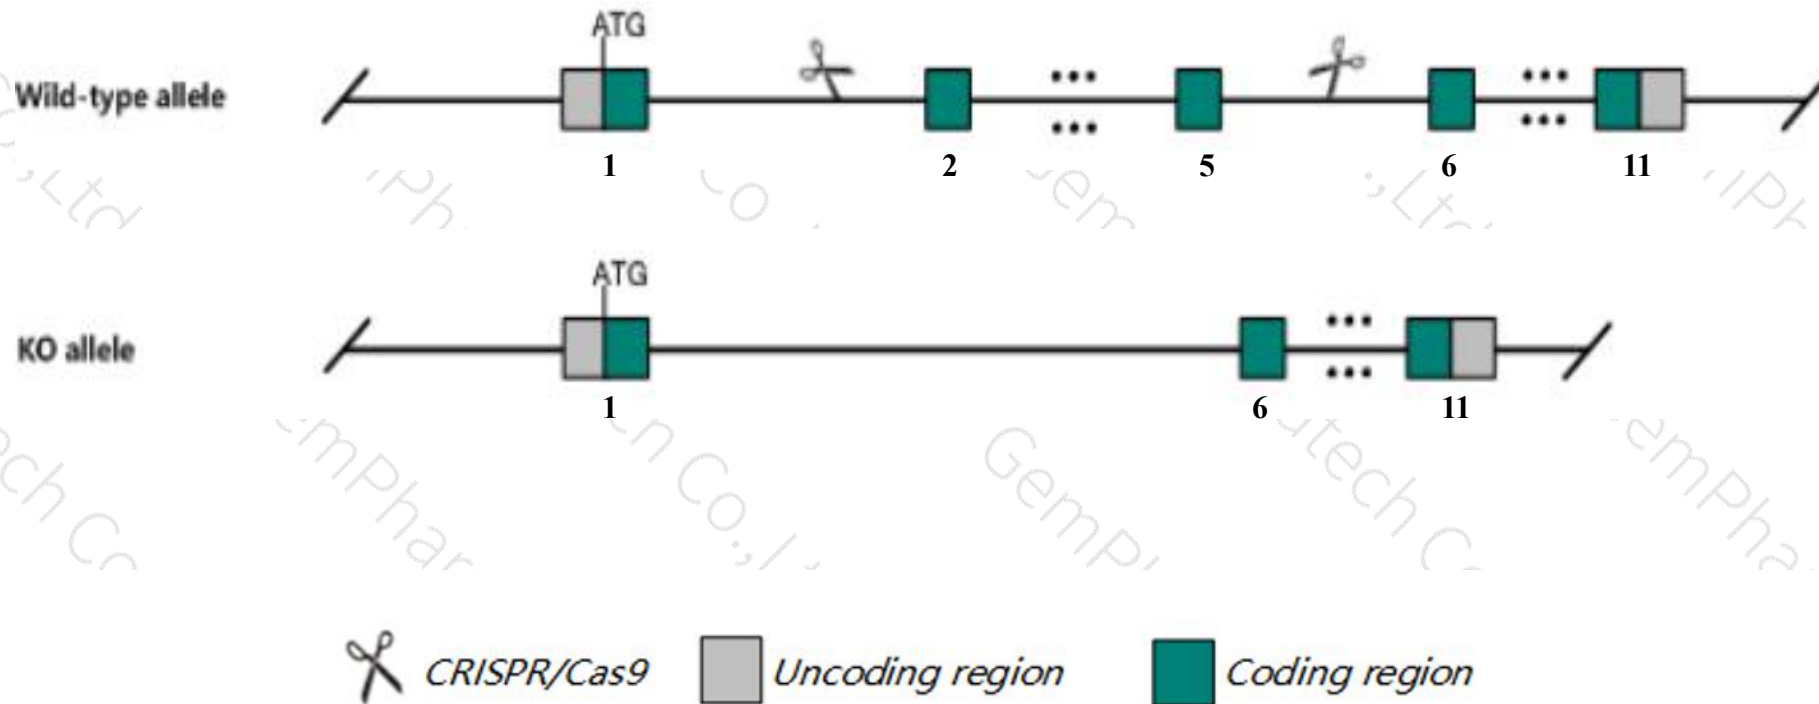 ATG
Wild-type allele
1 2 5 6 11
ATG
KO allele
1 6 11
CRISPR/Cas9 Uncoding region Coding region